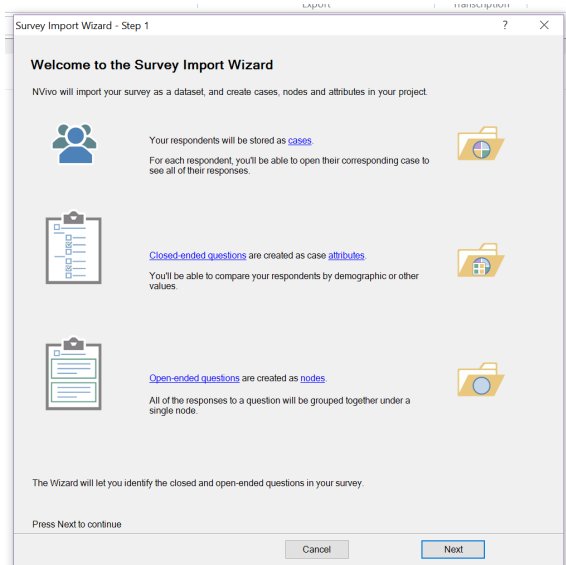 Export
Transcription
Survey Import Wizard - Step 1
?
Welcome to the Survey Import Wizard
NVivo will import your survey as a dataset, and create cases, nodes and attributes in your project.
Your respondents will be stored as cases.
For each respondent, you'll be able to open their corresponding case to
see all of their responses.
Closed-ended questions are created as case attributes.
You'll be able to compare your respondents by demographic or other
values.
Open-ended questions are created as nodes.
All of the responses to a question will be grouped together under a
single node.
The Wizard will let you identify the closed and open-ended questions in your survey.
Press Next to continue
Cancel
Next